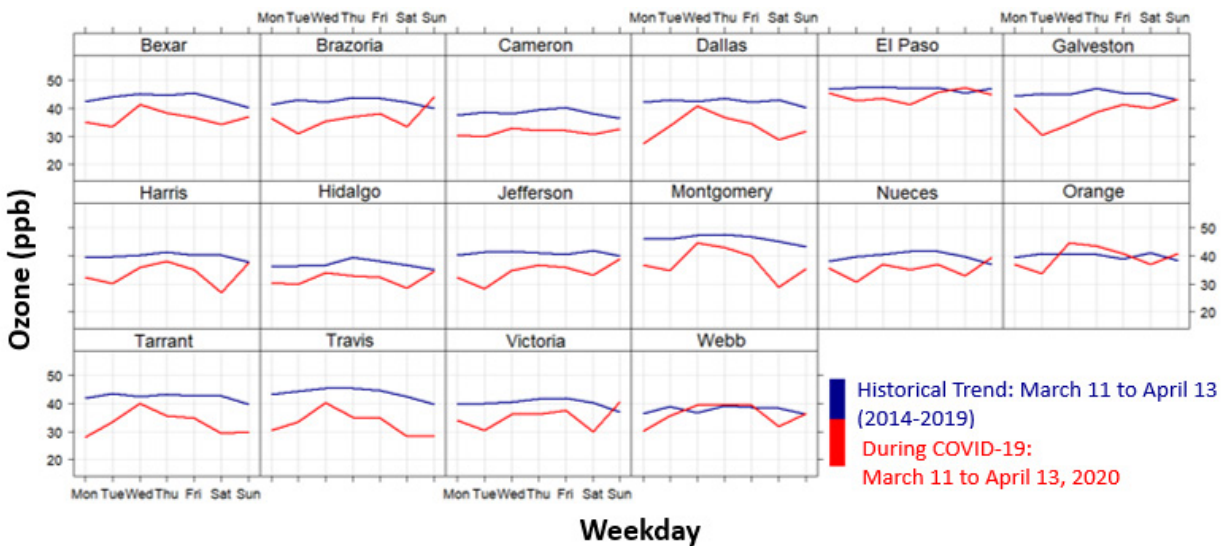 Mon Tue Wed Thu Fri Sat Sun Mon Tue Wed Thu Fri Sat Sun Mon Tue Wed Thu Fri Sat Sun
Bexar Brazoria Cameron Dallas El Paso Galveston
50 50
40 40
30 30
20 20
Harris Hidalgo Jefferson Montgomery Nueces Orange
50
40
30
20
Tarrant Travis Victoria Webb
50
40
30
20
Mon Tue Wed Thu Fri Sat Sun Mon Tue Wed Thu Fri Sat Sun
Ozone (ppb)
Weekday
Historical Trend: March 11 to April 13
(2014-2019)
During COVID-19:
March 11 to April 13, 2020